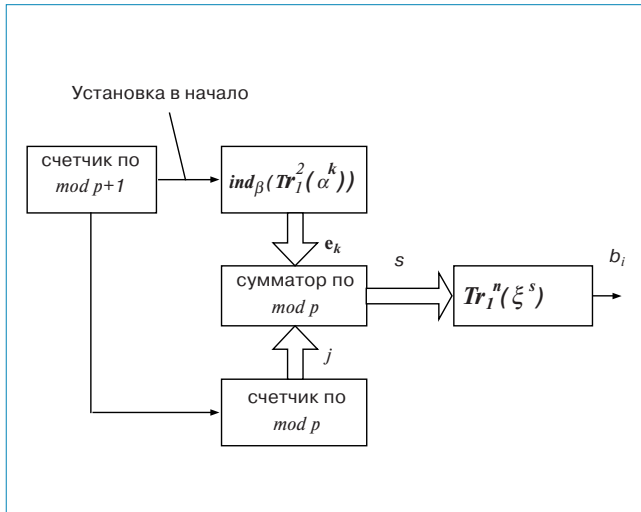 Установка в начало
счетчик по
mod p+1
ind_β(Tr_1^2(α^k))
e_k
сумматор по
mod p
s
Tr_1^n(ξ^s)
b_i
j
счетчик по
mod p